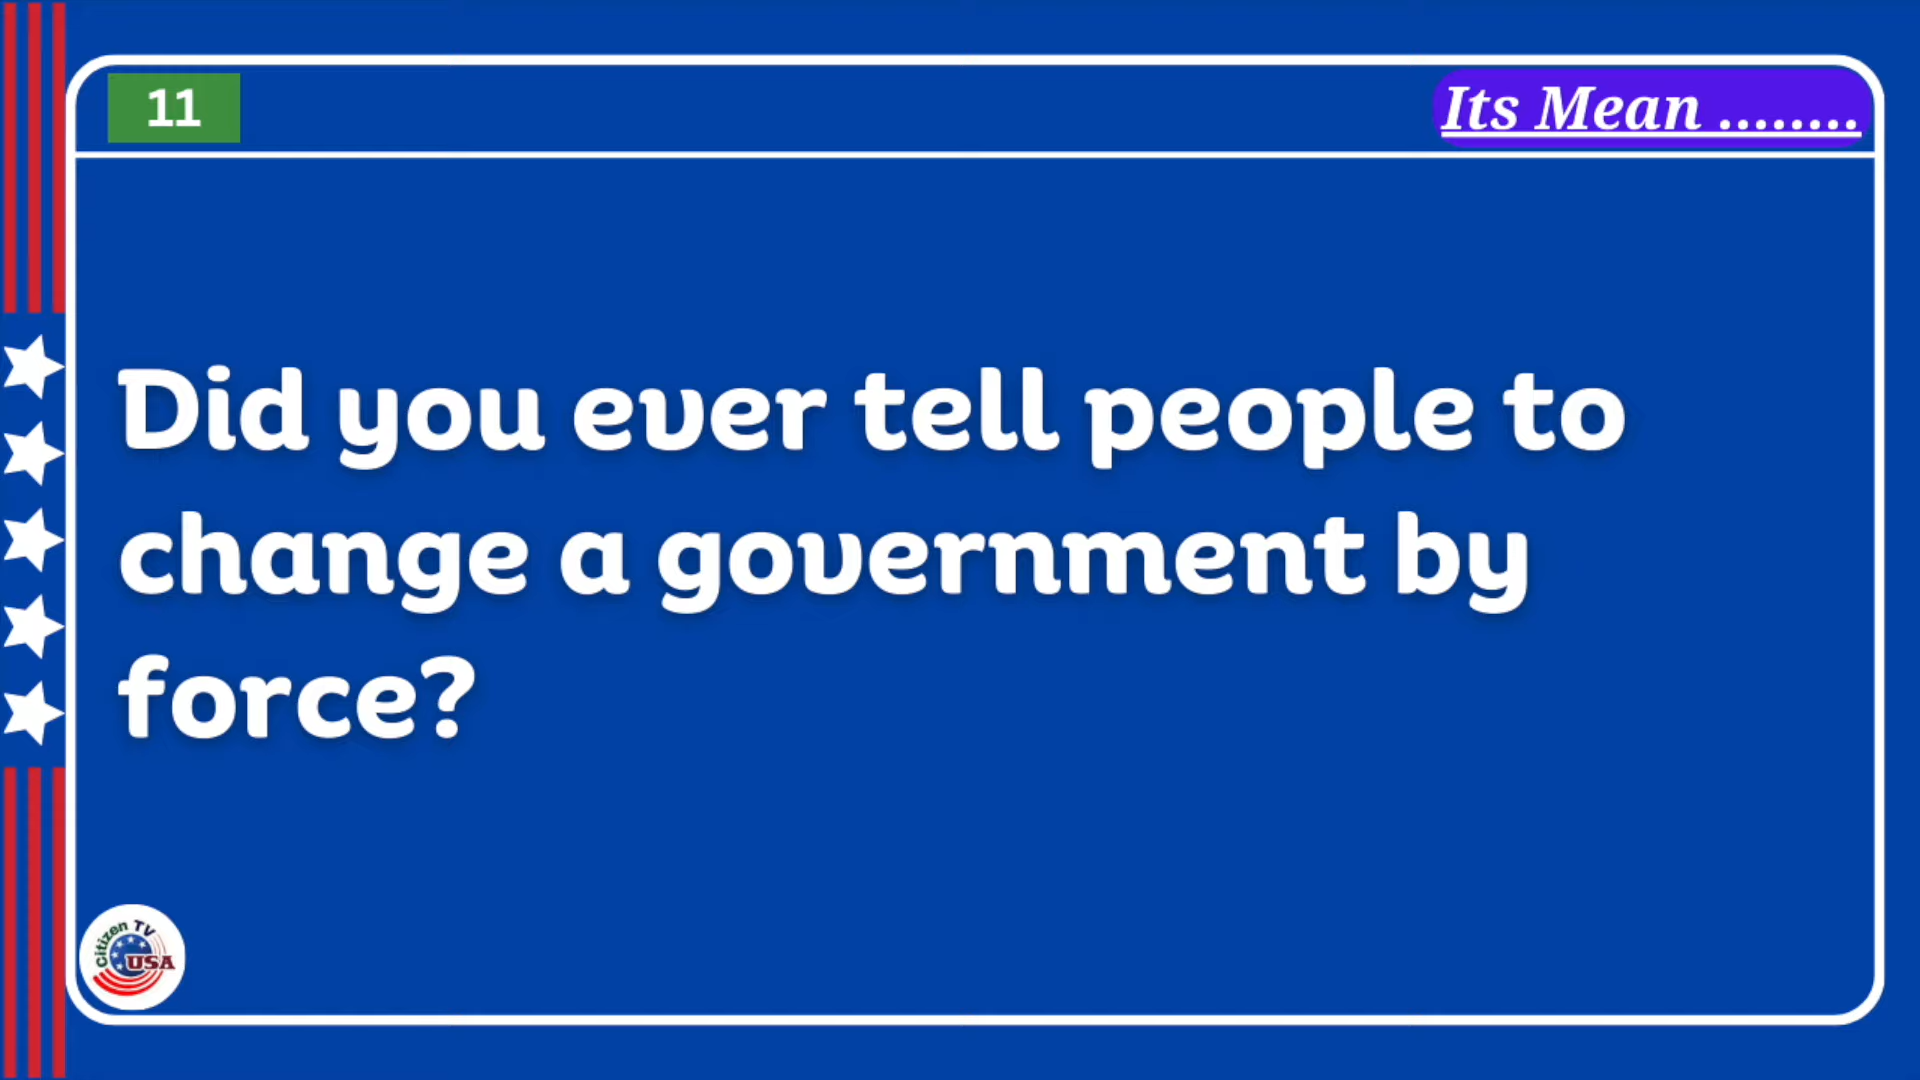 11
Its Mean ........
Did you ever tell people to
change a government by
force?
Citizen TV
USA